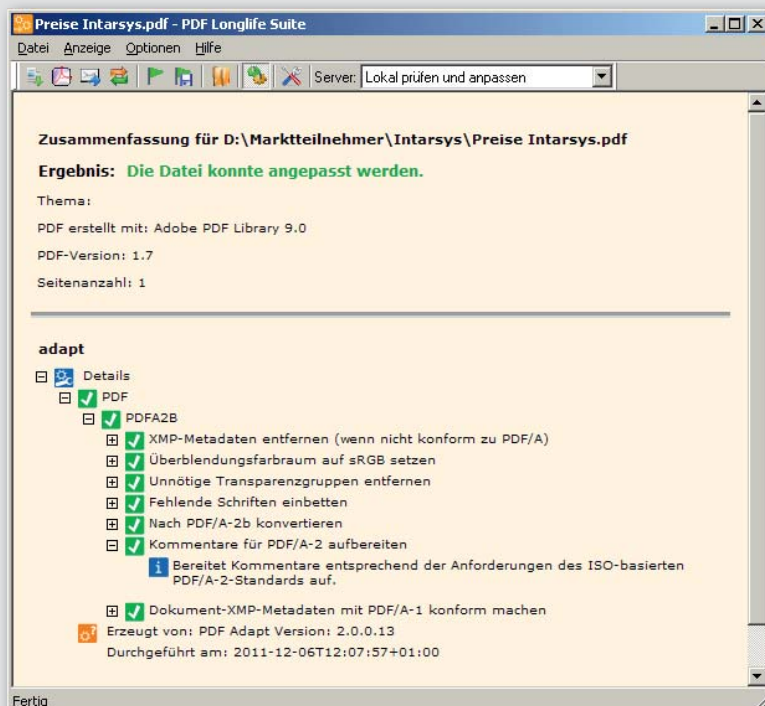 Preise Intarsys.pdf - PDF Longlife Suite
Datei Anzeige Optionen Hilfe
Server: Lokal prüfen und anpassen
Zusammenfassung für D:\Marktteilnehmer\Intarsys\Preise Intarsys.pdf
Ergebnis: Die Datei konnte angepasst werden.
Thema:
PDF erstellt mit: Adobe PDF Library 9.0
PDF-Version: 1.7
Seitenanzahl: 1
adapt
Details
PDF
PDFA2B
XMP-Metadaten entfernen (wenn nicht konform zu PDF/A)
Überblendungsfarbraum auf sRGB setzen
Unnötige Transparenzgruppen entfernen
Fehlende Schriften einbetten
Nach PDF/A-2b konvertieren
Kommentare für PDF/A-2 aufbereiten
Bereitet Kommentare entsprechend der Anforderungen des ISO-basierten
PDF/A-2-Standards auf.
Dokument-XMP-Metadaten mit PDF/A-1 konform machen
Erzeugt von: PDF Adapt Version: 2.0.0.13
Durchgeführt am: 2011-12-06T12:07:57+01:00
Fertig